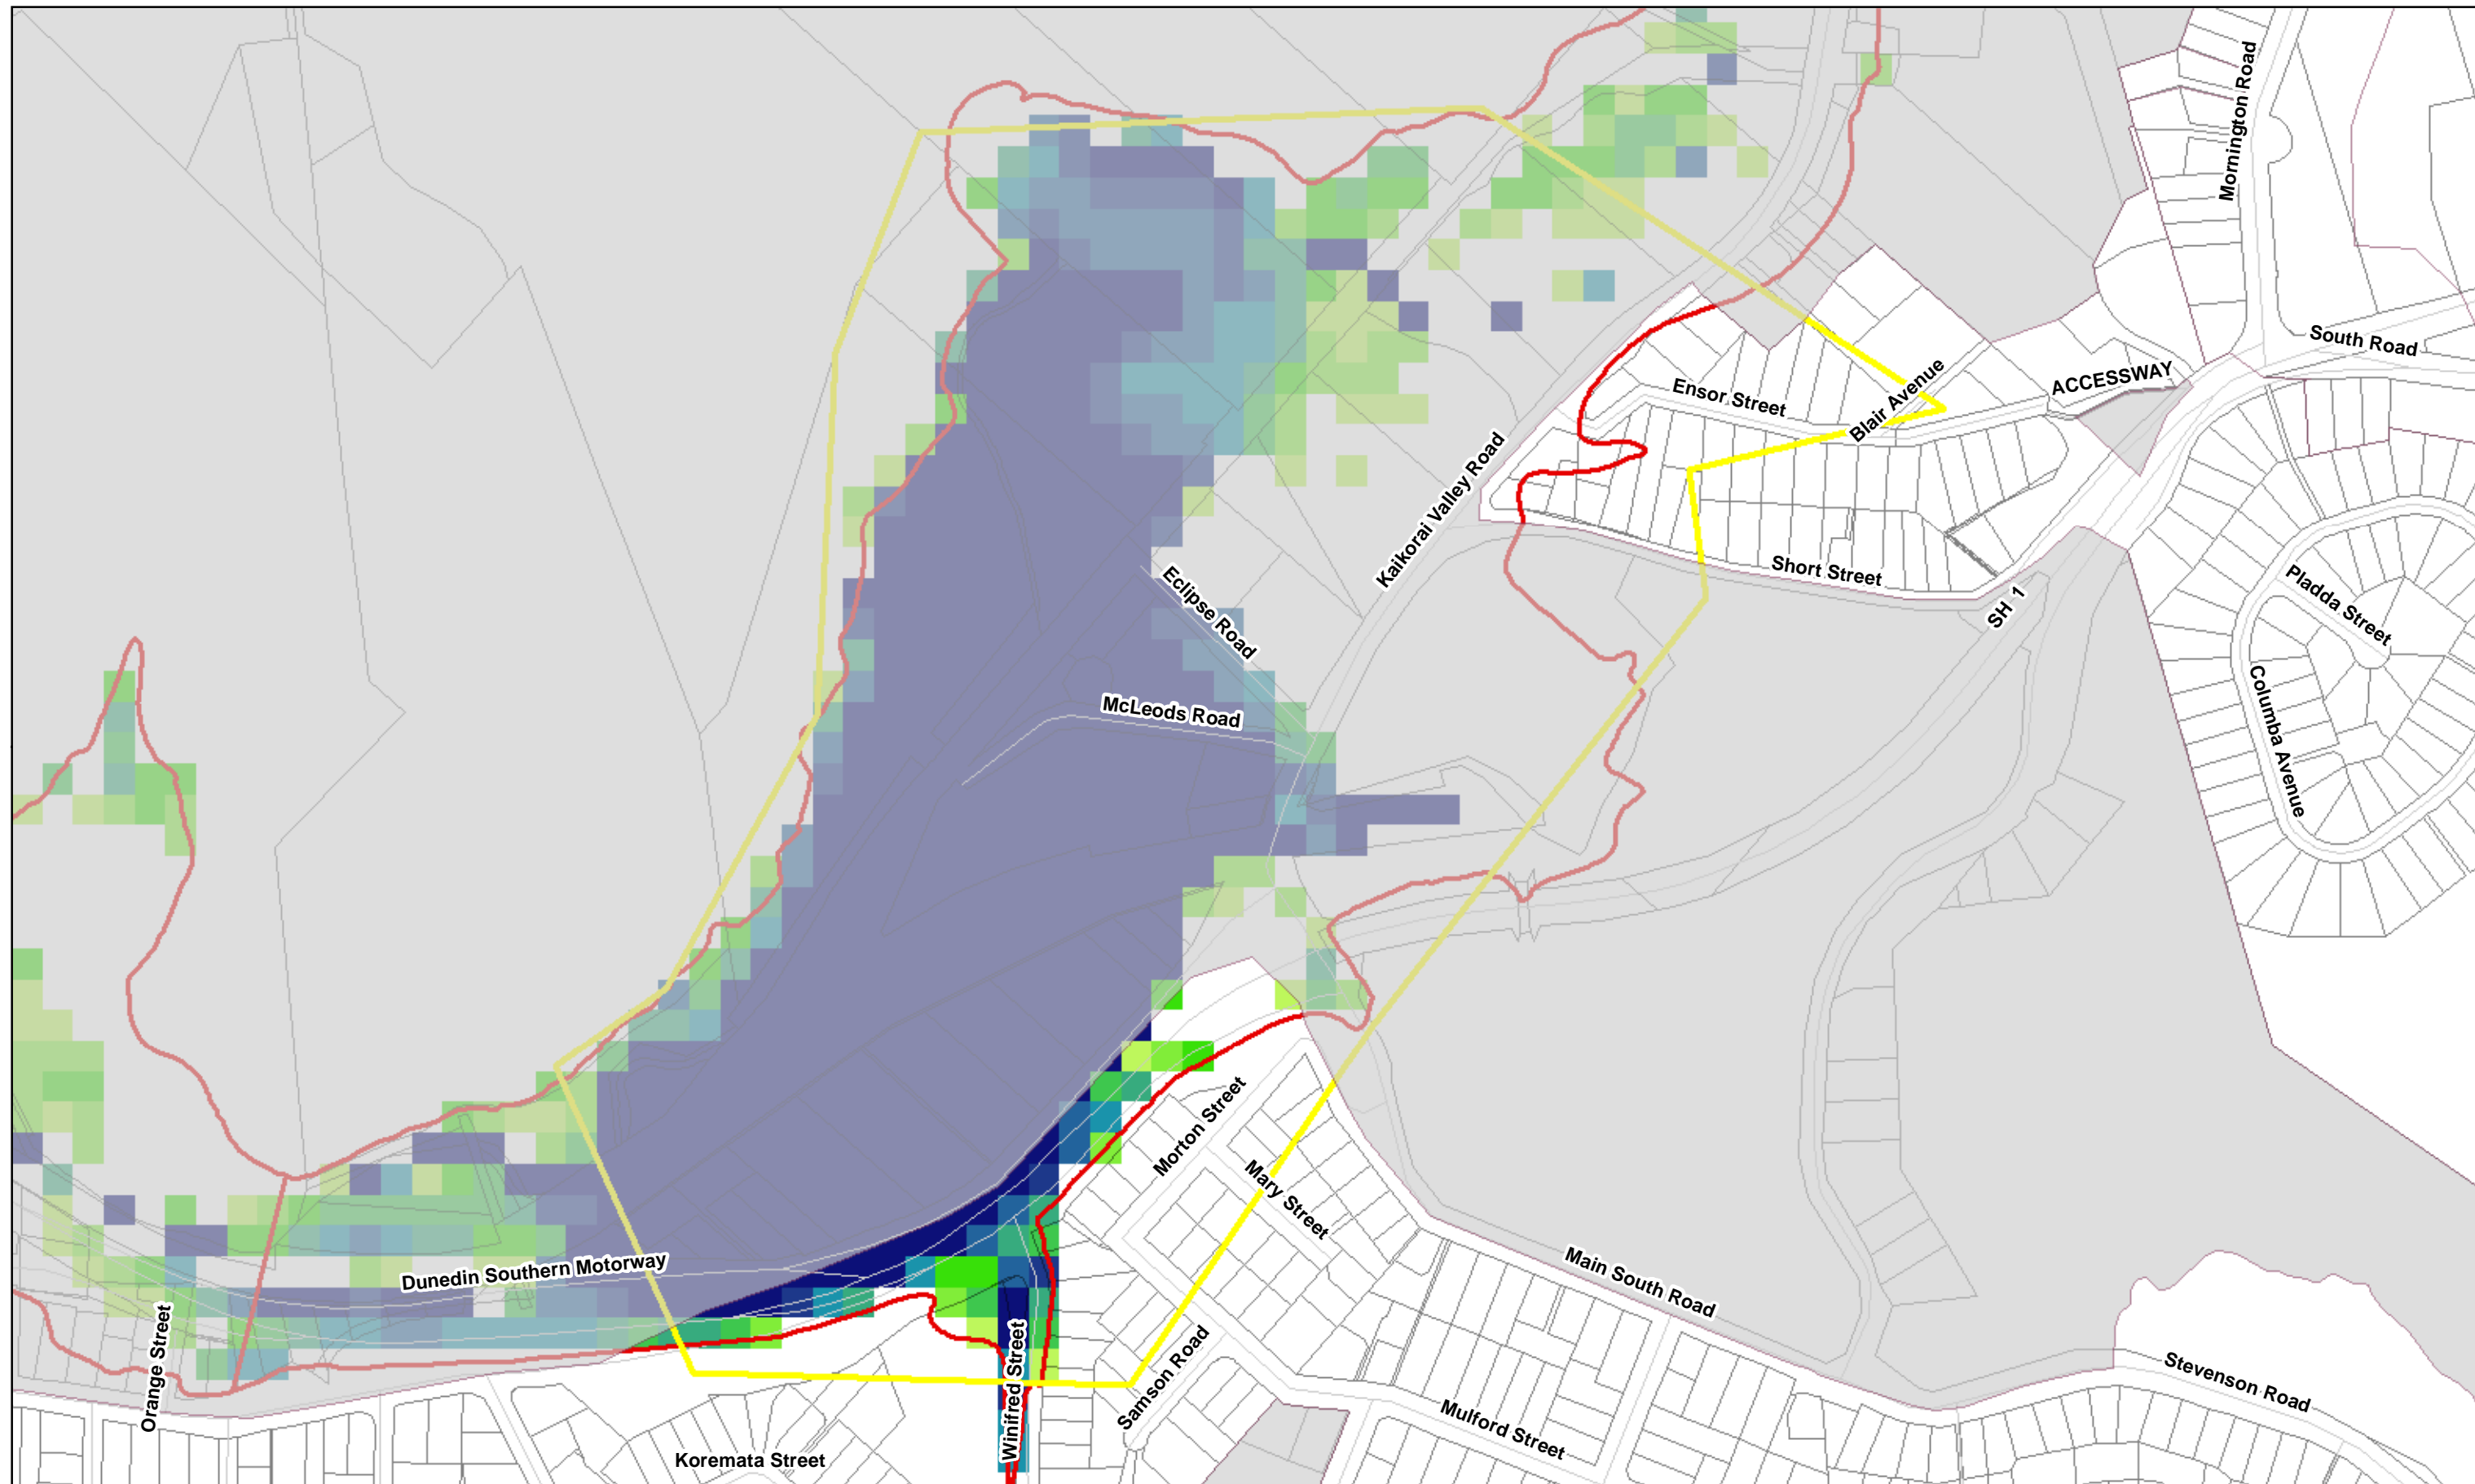 Mornington Road
South Road
ACCESSWAY
Ensor Street
Blair Avenue
Kaikorai Valley Road
Short Street
Pladda Street
SH 1
Eclipse Road
Columba Avenue
McLeods Road
Morton Street
Mary Street
Dunedin Southern Motorway
Main South Road
Orange Street
Winifred Street
Samson Road
Stevenson Road
Mulford Street
Koremata Street